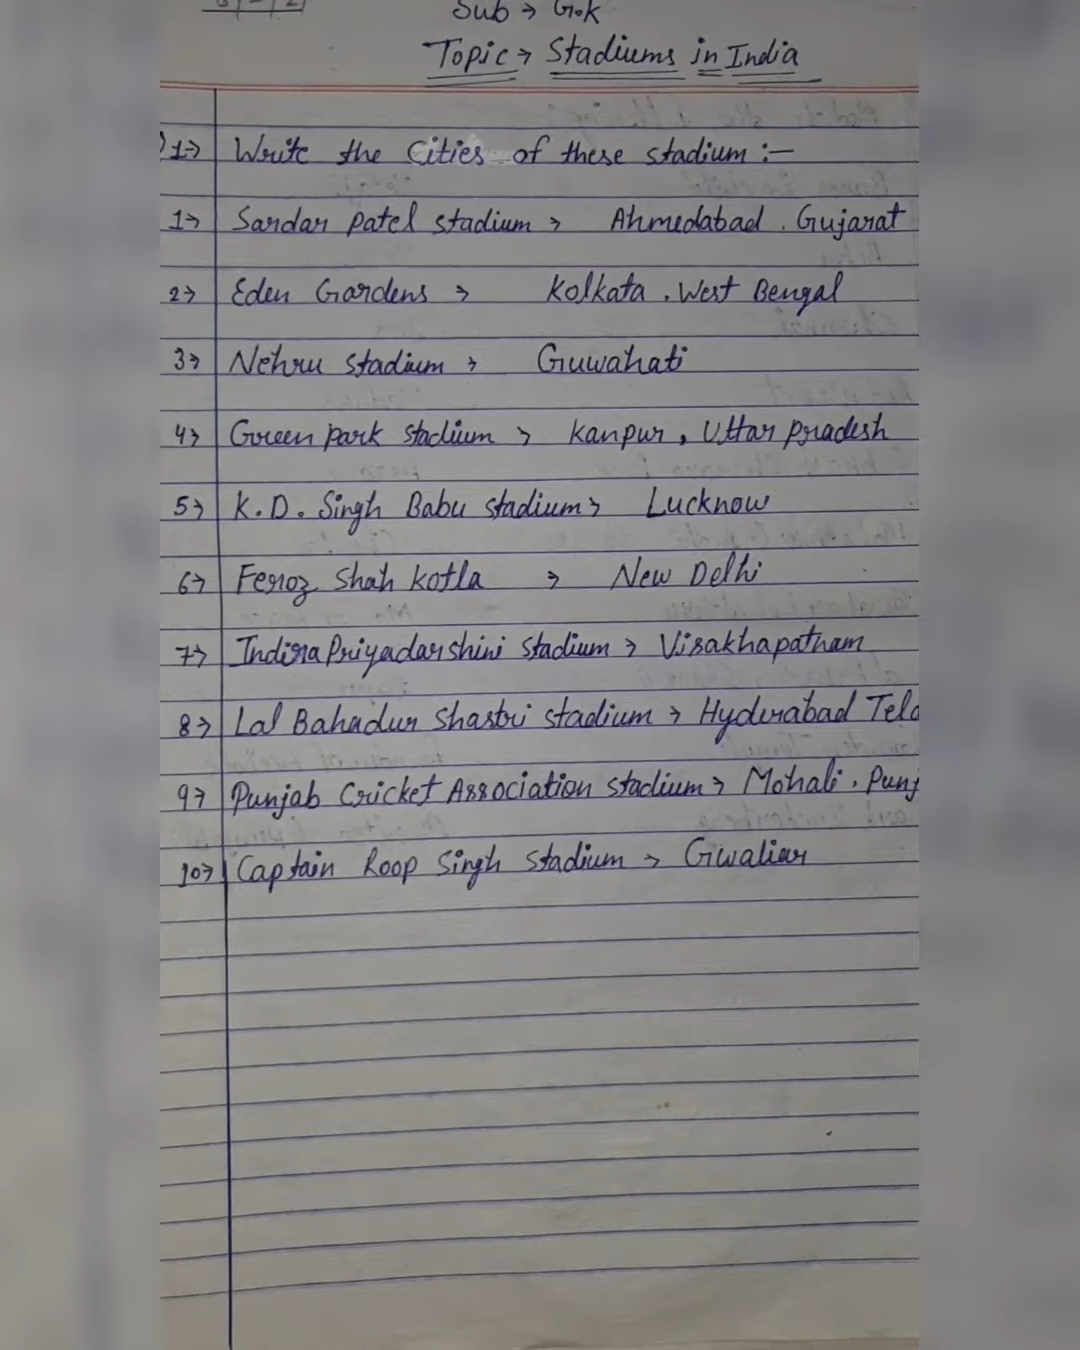 Sub → G.K
Topic → Stadiums in India
1→ Write the Cities of these stadium :-
1→ Sardar patel stadium → Ahmedabad . Gujarat
2→ Eden Gardens → Kolkata . West Bengal
3→ Nehru stadium → Guwahati
4→ Green park stadium → Kanpur , Uttar pradesh
5→ K.D. Singh Babu stadium → Lucknow
6→ Feroz Shah Kotla → New Delhi
7→ Indira Priyadarshini stadium → Visakhapatnam
8→ Lal Bahadur Shastri stadium → Hyderabad
9→ Punjab Cricket Association stadium → Mohali .
10→ Captain Roop Singh stadium → Gwalior